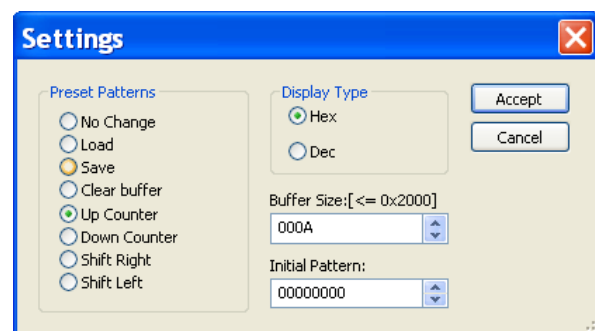 Settings
Preset Patterns
No Change
Load
Save
Clear buffer
Up Counter
Down Counter
Shift Right
Shift Left
Display Type
Hex
Dec
Buffer Size:[<= 0x2000]
000A
Initial Pattern:
00000000
Accept
Cancel